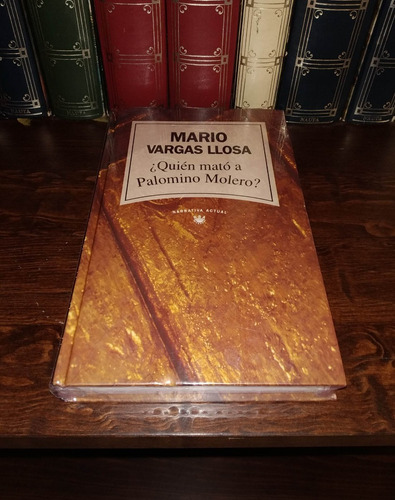 MARIO
VARGAS LLOSA
¿Quién mató a
Palomino Molero?
NARRATIVA ACTUAL